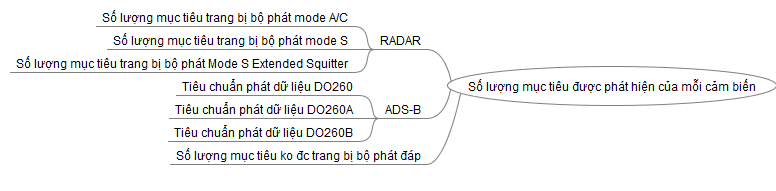 Số lượng mục tiêu trang bị bộ phát mode A/C
Số lượng mục tiêu trang bị bộ phát mode S
RADAR
Số lượng mục tiêu trang bị bộ phát Mode S Extended Squitter
Số lượng mục tiêu được phát hiện của mỗi cảm biến
Tiêu chuẩn phát dữ liệu DO260
Tiêu chuẩn phát dữ liệu DO260A
ADS-B
Tiêu chuẩn phát dữ liệu DO260B
Số lượng mục tiêu ko đc trang bị bộ phát đáp